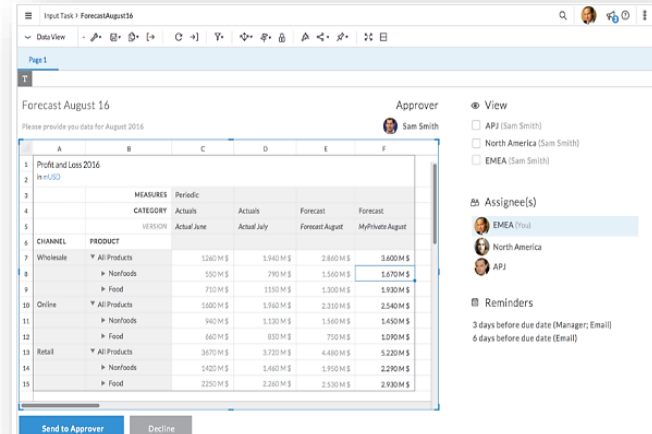 Input Task > ForecastAugust16
Data View
Page 1
T
Forecast August 16
Please provide you data for August 2016
Approver
Sam Smith
A B C D E F
1 Profit and Loss 2016
2 in mUSD
3 MEASURES Periodic
4 CATEGORY Actuals Actuals Forecast Forecast
5 VERSION Actual June Actual July Forecast August MyPrivate August
6 CHANNEL PRODUCT
7 Wholesale All Products 1260 M $ 1.940 M $ 2.860 M $ 3.600 M $
8 Nonfoods 550 M $ 790 M $ 1.560 M $ 1.670 M $
9 Food 710 M $ 1150 M $ 1.300 M $ 1.930 M $
10 Online All Products 1600 M $ 1.960 M $ 2.310 M $ 2.540 M $
11 Nonfoods 940 M $ 1.130 M $ 1.560 M $ 1.450 M $
12 Food 660 M $ 850 M $ 750 M $ 1.090 M $
13 Retail All Products 3670 M $ 3.720 M $ 4.480 M $ 5.220 M $
14 Nonfoods 1420 M $ 1.460 M $ 1.950 M $ 2.290 M $
15 Food 2250 M $ 2.260 M $ 2.530 M $ 2.930 M $
Send to Approver
Decline
View
APJ (Sam Smith)
North America (Sam Smith)
EMEA (Sam Smith)
Assignee(s)
EMEA (You)
North America
APJ
Reminders
3 days before due date (Manager; Email)
6 days before due date (Email)